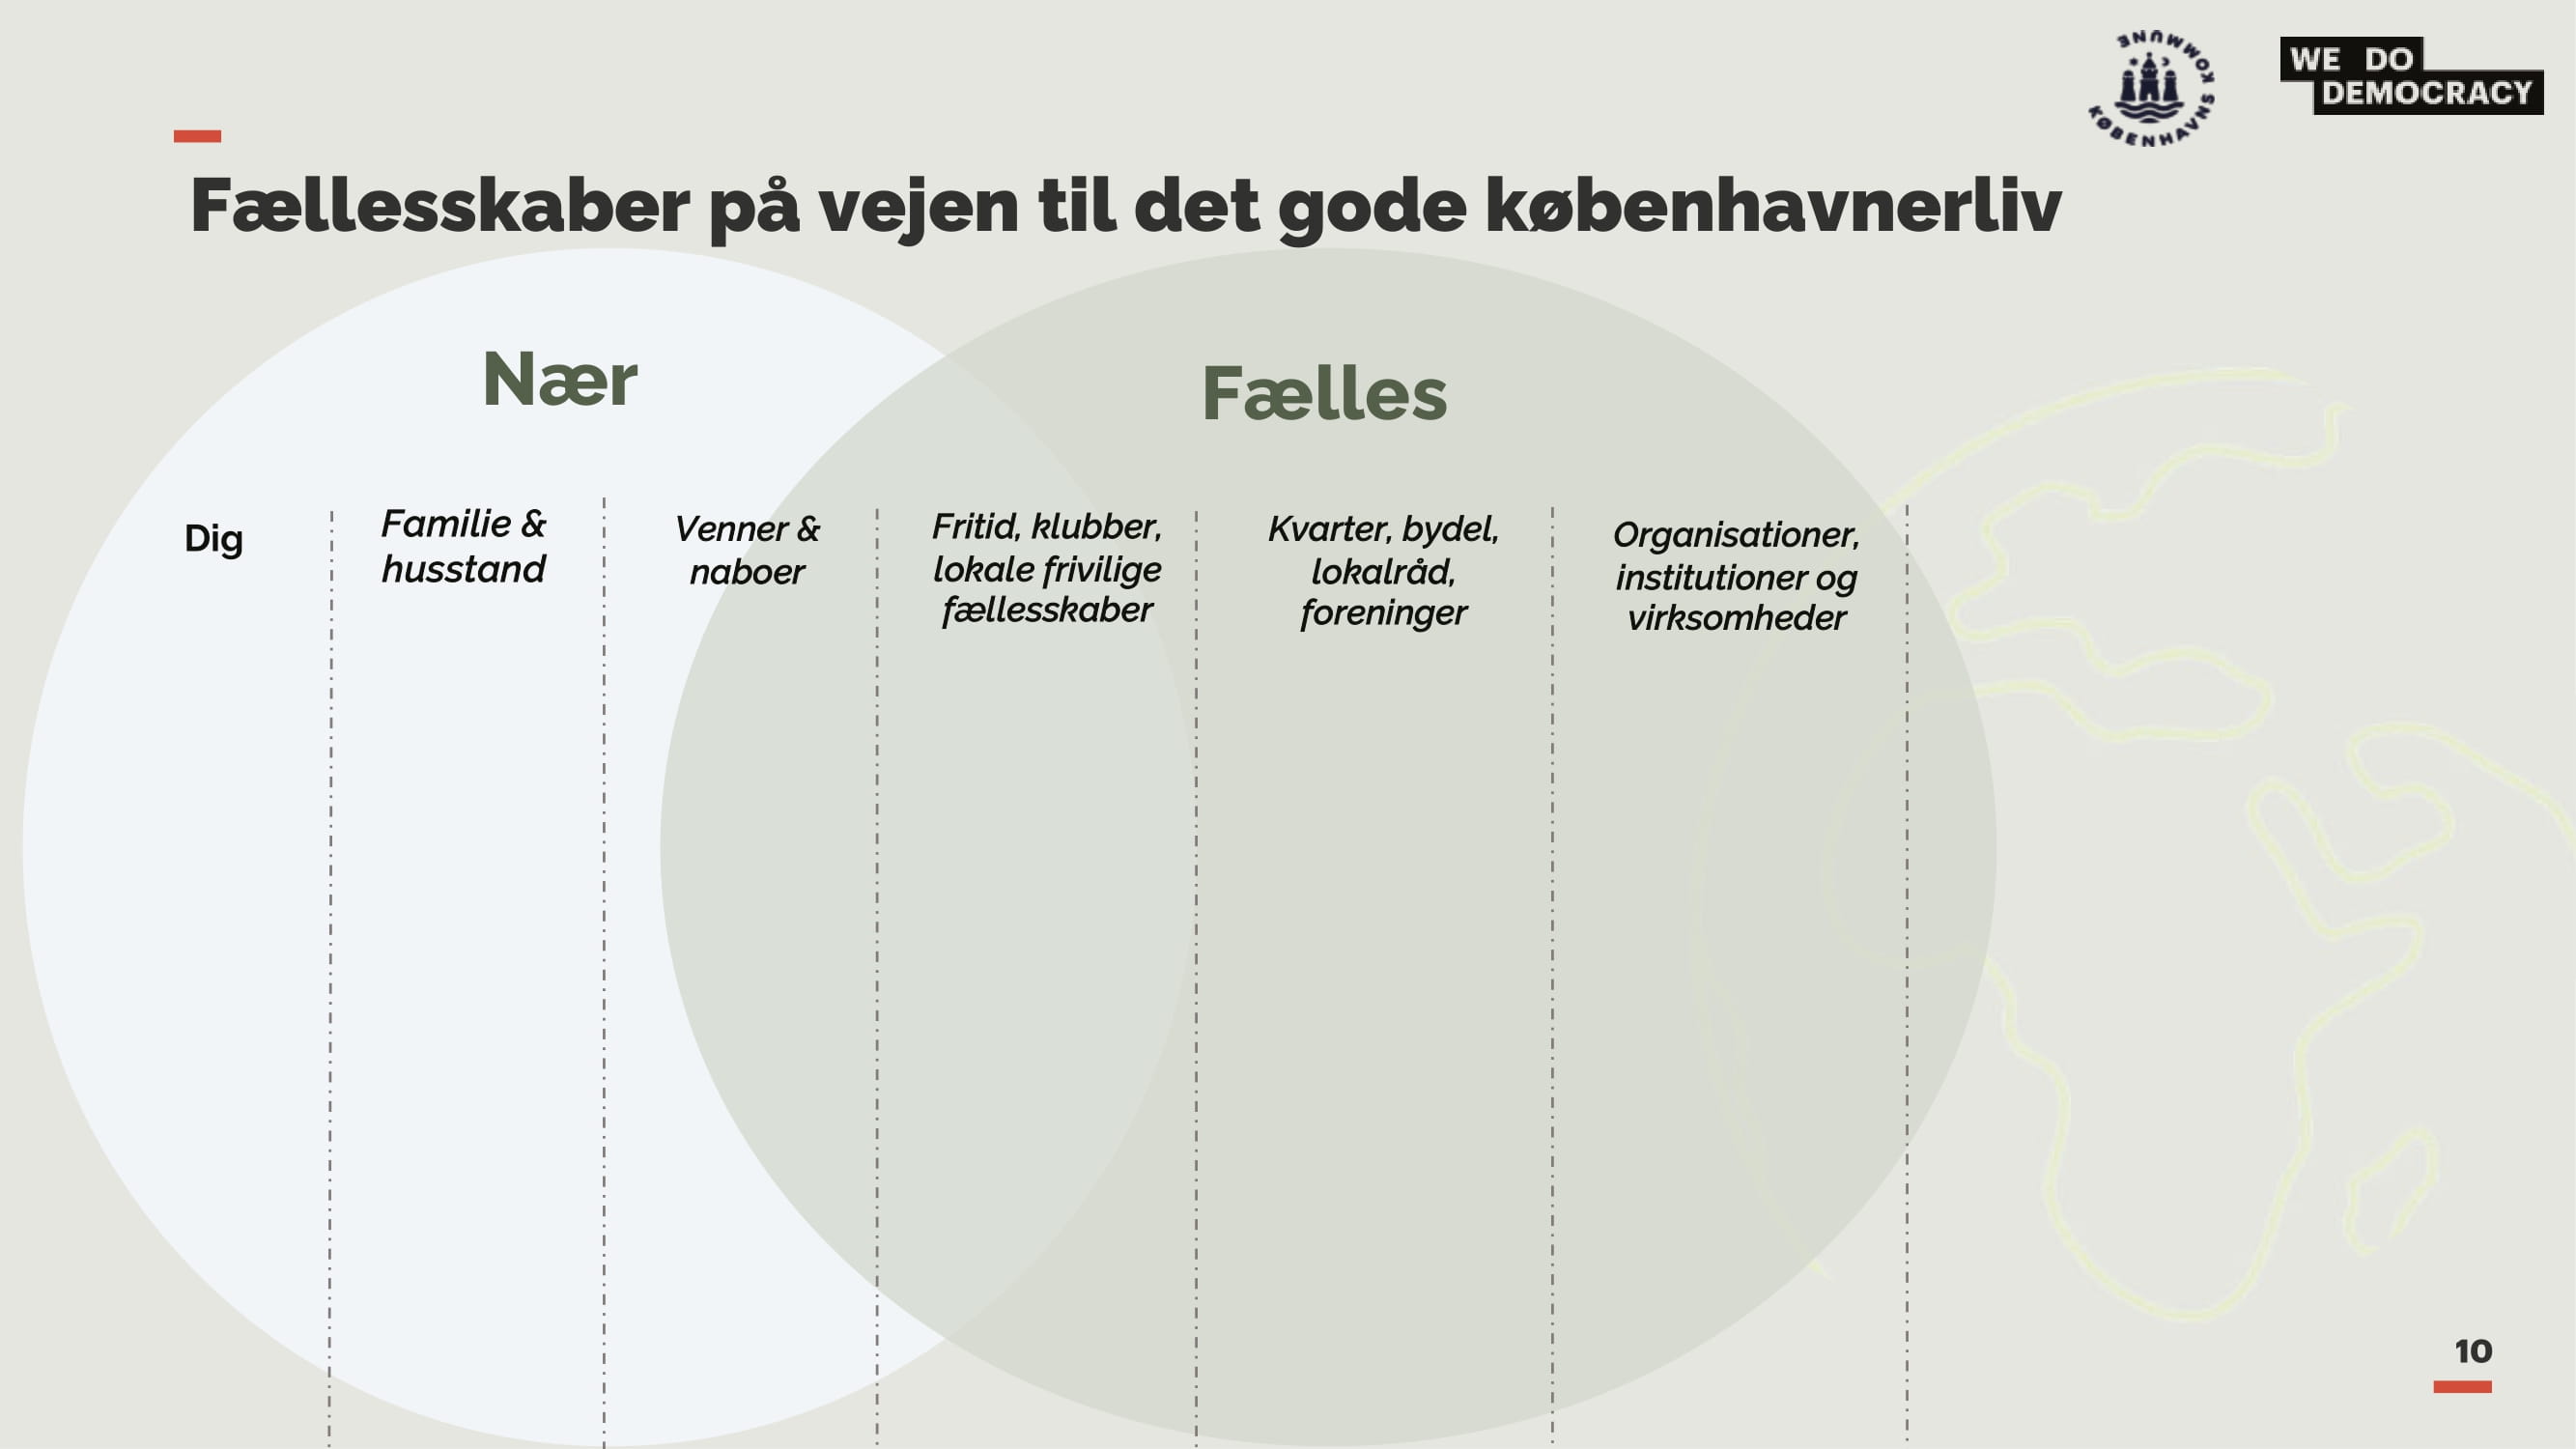 KØBENHAVNS KOMMUNE
WE DO
DEMOCRACY
Fællesskaber på vejen til det gode københavnerliv
Nær
Fælles
Dig
Familie &
husstand
Venner &
naboer
Fritid, klubber,
lokale frivilige
fællesskaber
Kvarter, bydel,
lokalråd,
foreninger
Organisationer,
institutioner og
virksomheder
10